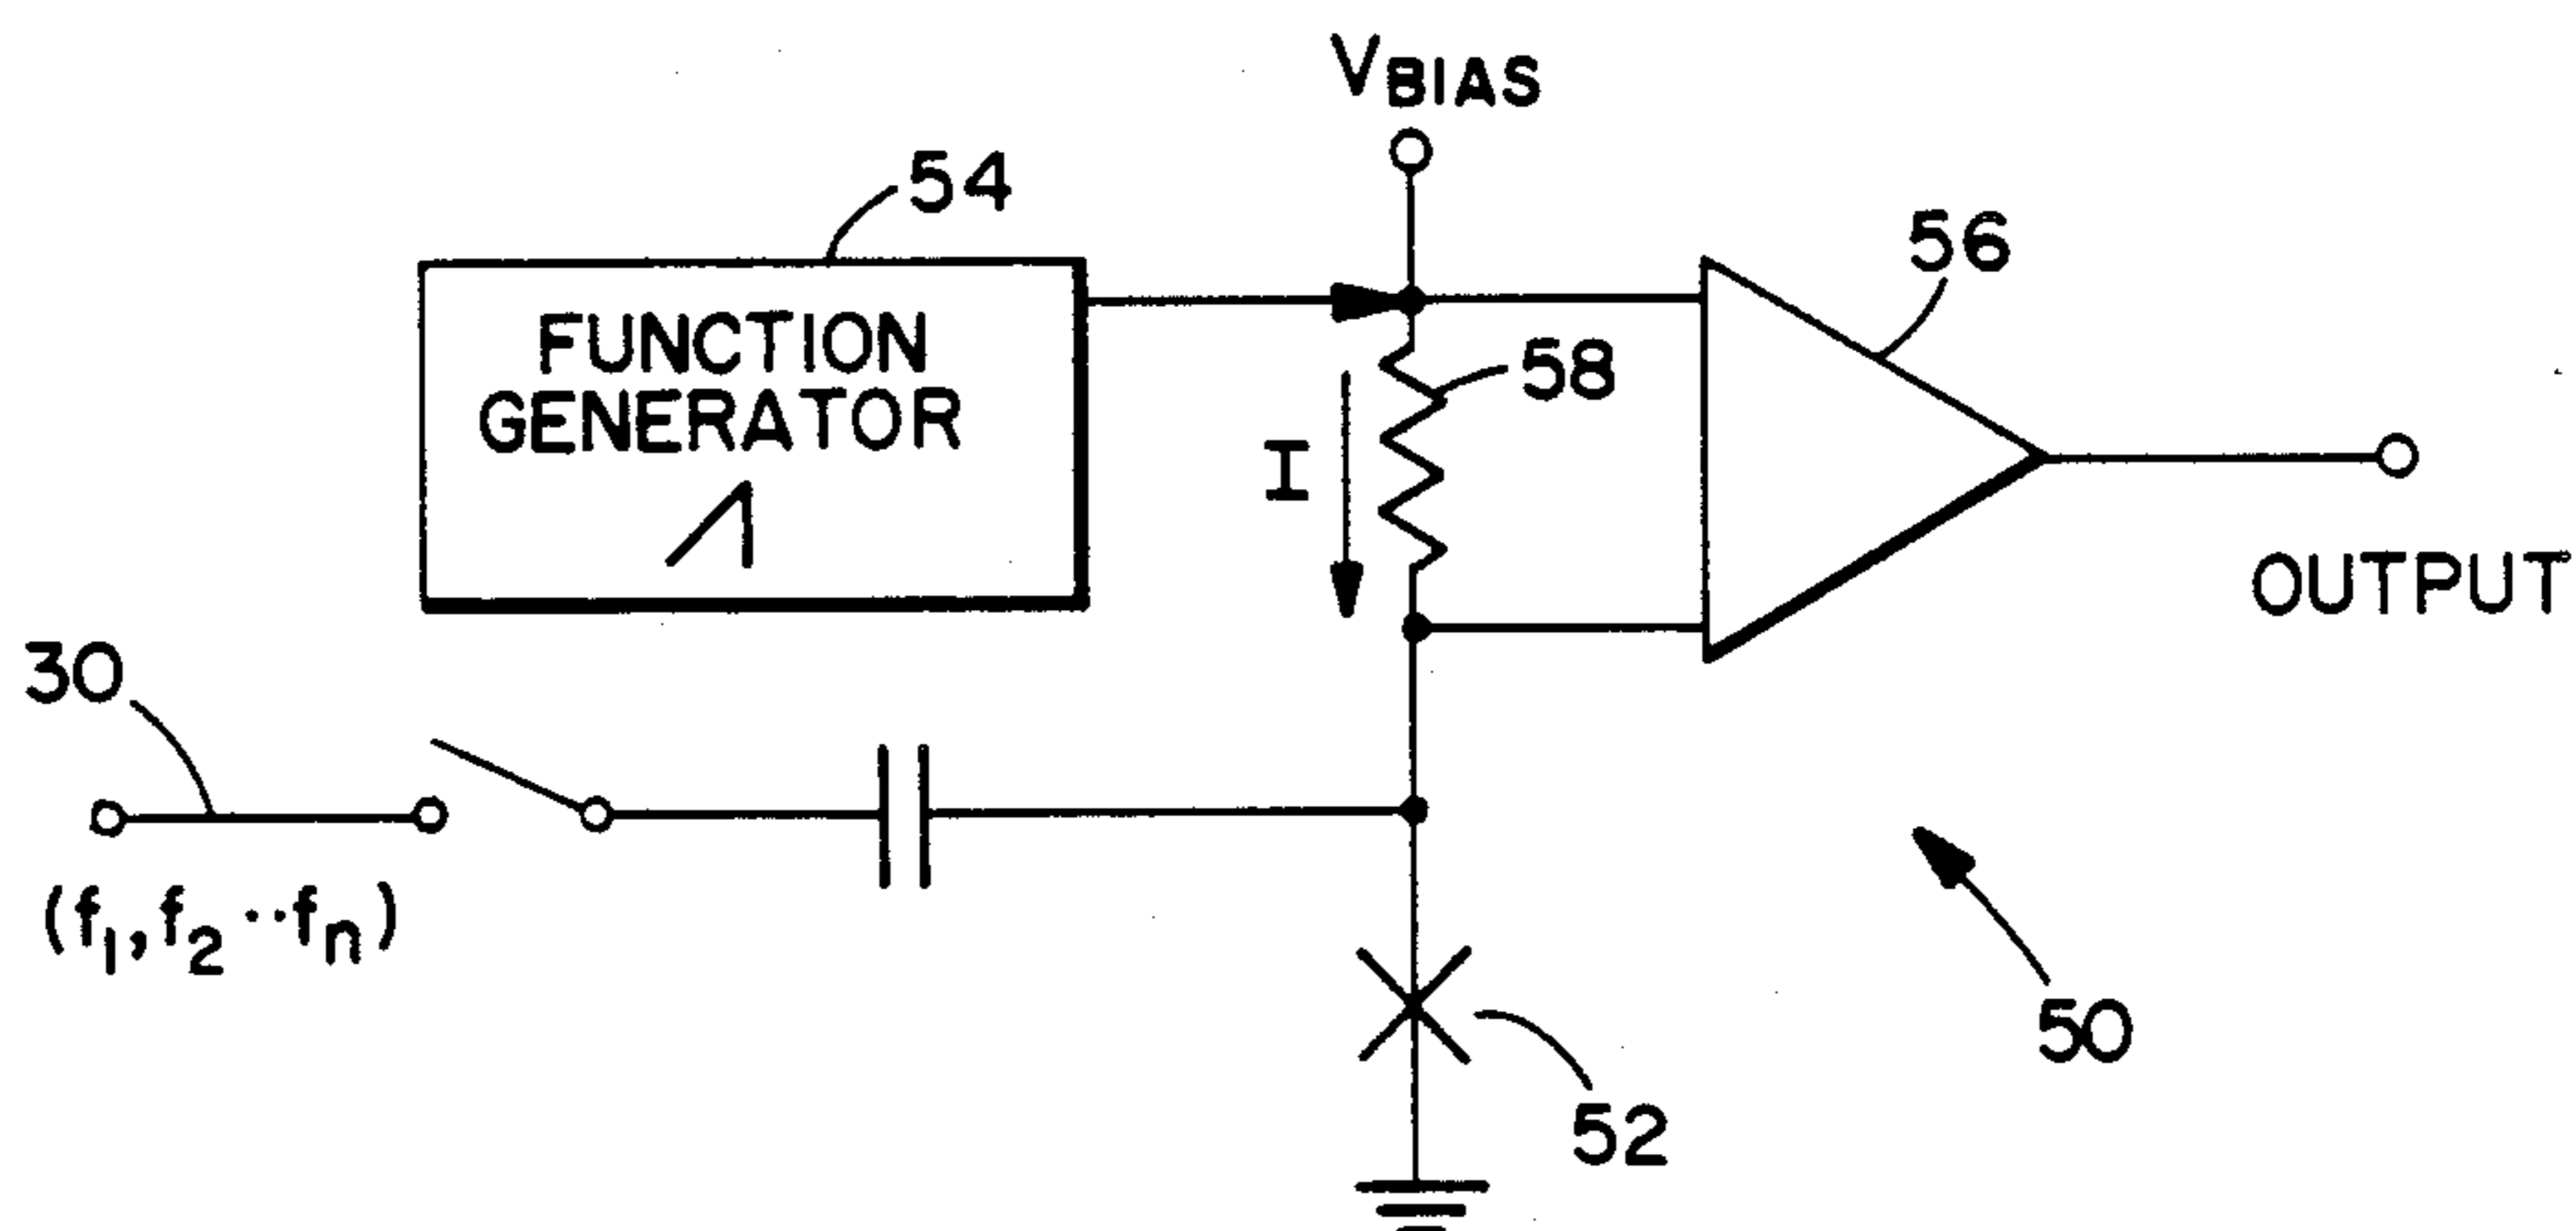 VBIAS
54
56
FUNCTION
GENERATOR
58
I
OUTPUT
30
(f1, f2 ·· fn)
50
52